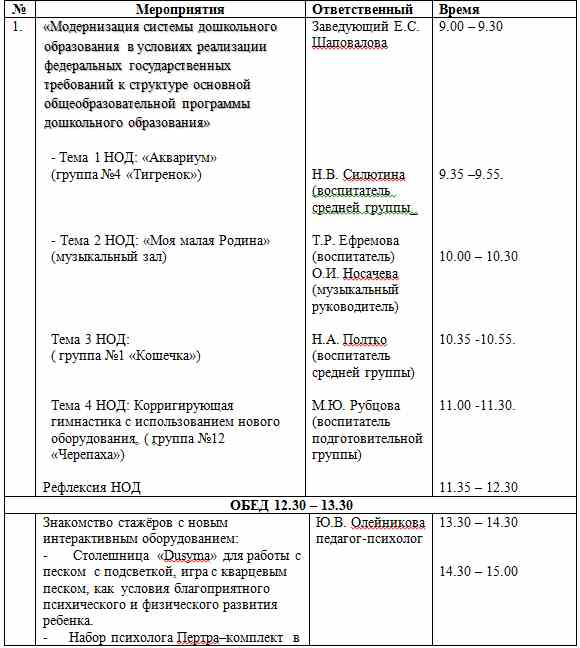 № Мероприятия Ответственный Время
1. «Модернизация системы дошкольного Заведующий Е.С. 9.00 – 9.30
образования в условиях реализации Шаповалова
федеральных государственных
требований к структуре основной
общеобразовательной программы
дошкольного образования»
- Тема 1 НОД: «Аквариум»
(группа №4 «Тигренок») Н.В. Силютина 9.35 –9.55.
(воспитатель
средней группы
- Тема 2 НОД: «Моя малая Родина» Т.Р. Ефремова
(музыкальный зал) (воспитатель) 10.00 – 10.30
О.И. Носачева
(музыкальный
руководитель)
Тема 3 НОД: Н.А. Полтко 10.35 -10.55.
( группа №1 «Кошечка») (воспитатель
средней группы)
Тема 4 НОД: Корригирующая М.Ю. Рубцова 11.00 -11.30.
гимнастика с использованием нового (воспитатель
оборудования, ( группа №12 подготовительной
«Черепаха») группы)
Рефлексия НОД 11.35 – 12.30
ОБЕД 12.30 – 13.30
Знакомство стажёров с новым Ю.В. Олейникова 13.30 – 14.30
интерактивным оборудованием: педагог-психолог
- Столешница «Dusyma» для работы с
песком с подсветкой, игра с кварцевым 14.30 – 15.00
песком, как условия благоприятного
психического и физического развития
ребенка.
- Набор психолога Пертра–комплект в